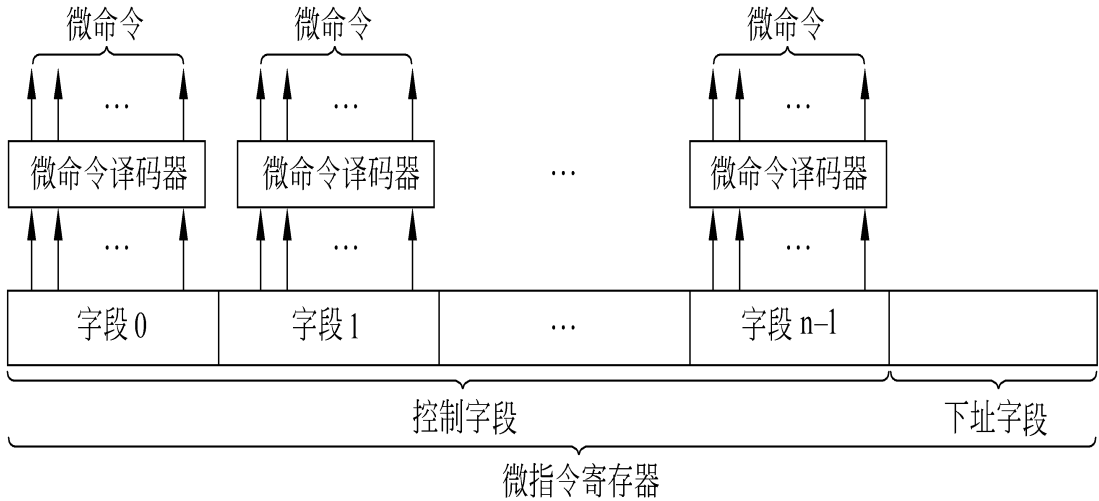 微命令 微命令 微命令
… … …
微命令译码器 微命令译码器 … 微命令译码器
… … …
字段 0 字段 1 … 字段 n–1
控制字段 下址字段
微指令寄存器